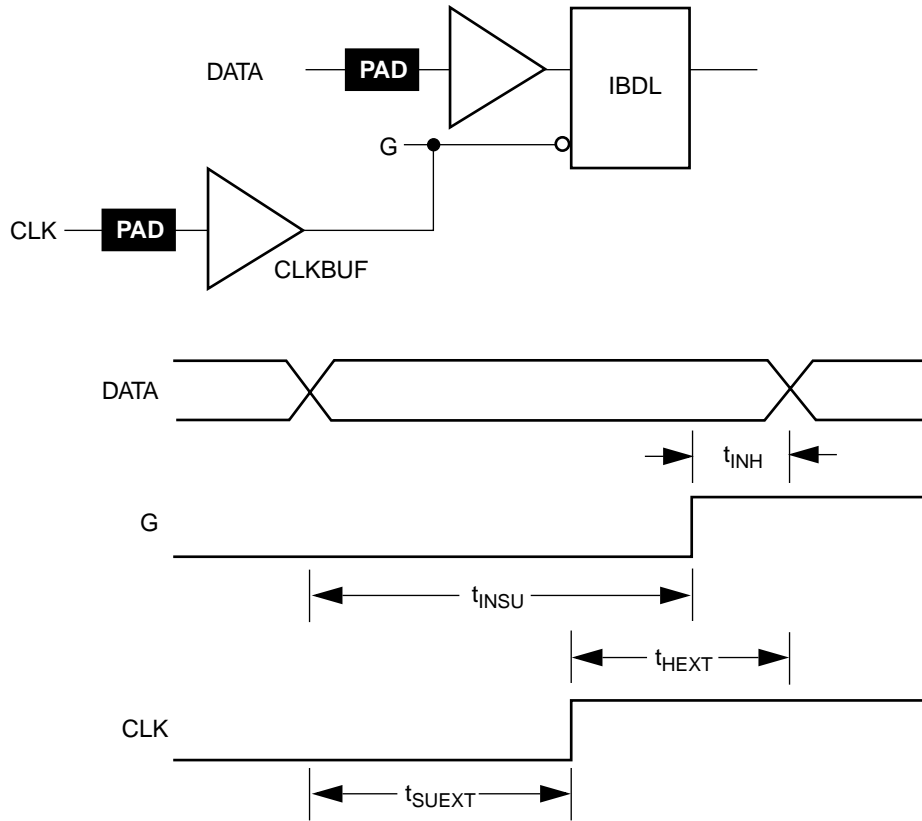 DATA
PAD
IBDL
G
CLK
PAD
CLKBUF
DATA
tINH
G
tINSU
tHEXT
CLK
tSUEXT